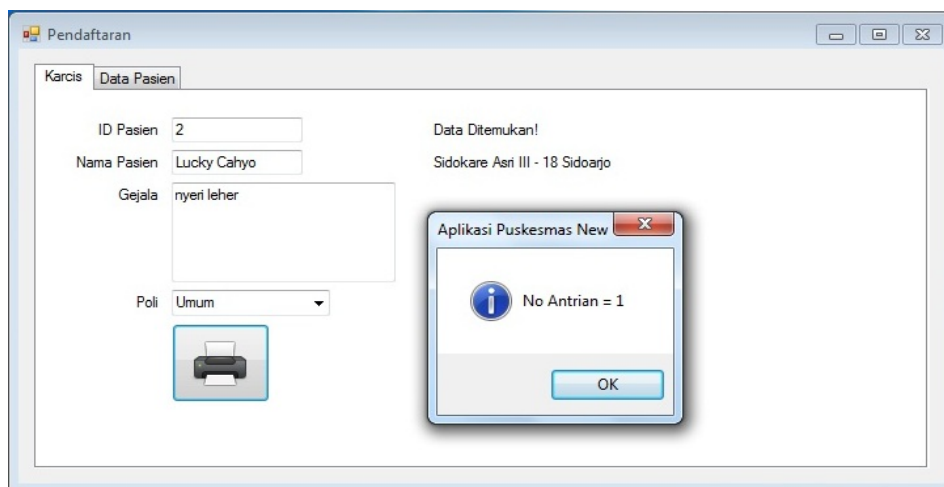 Pendaftaran
Karcis
Data Pasien
ID Pasien 2
Data Ditemukan!
Nama Pasien Lucky Cahyo
Sidokare Asri III - 18 Sidoarjo
Gejala nyeri leher
Poli Umum
Aplikasi Puskesmas New
No Antrian = 1
OK